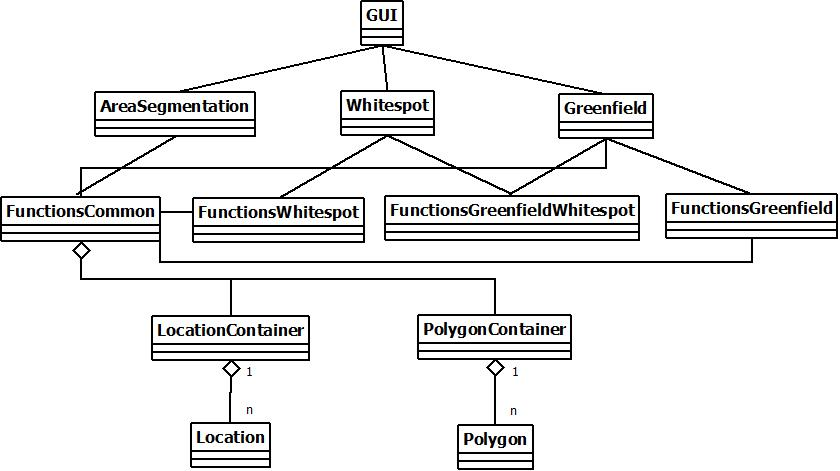 GUI
AreaSegmentation
Whitespot
Greenfield
FunctionsCommon
FunctionsWhitespot
FunctionsGreenfieldWhitespot
FunctionsGreenfield
LocationContainer
PolygonContainer
1
1
n
n
Location
Polygon